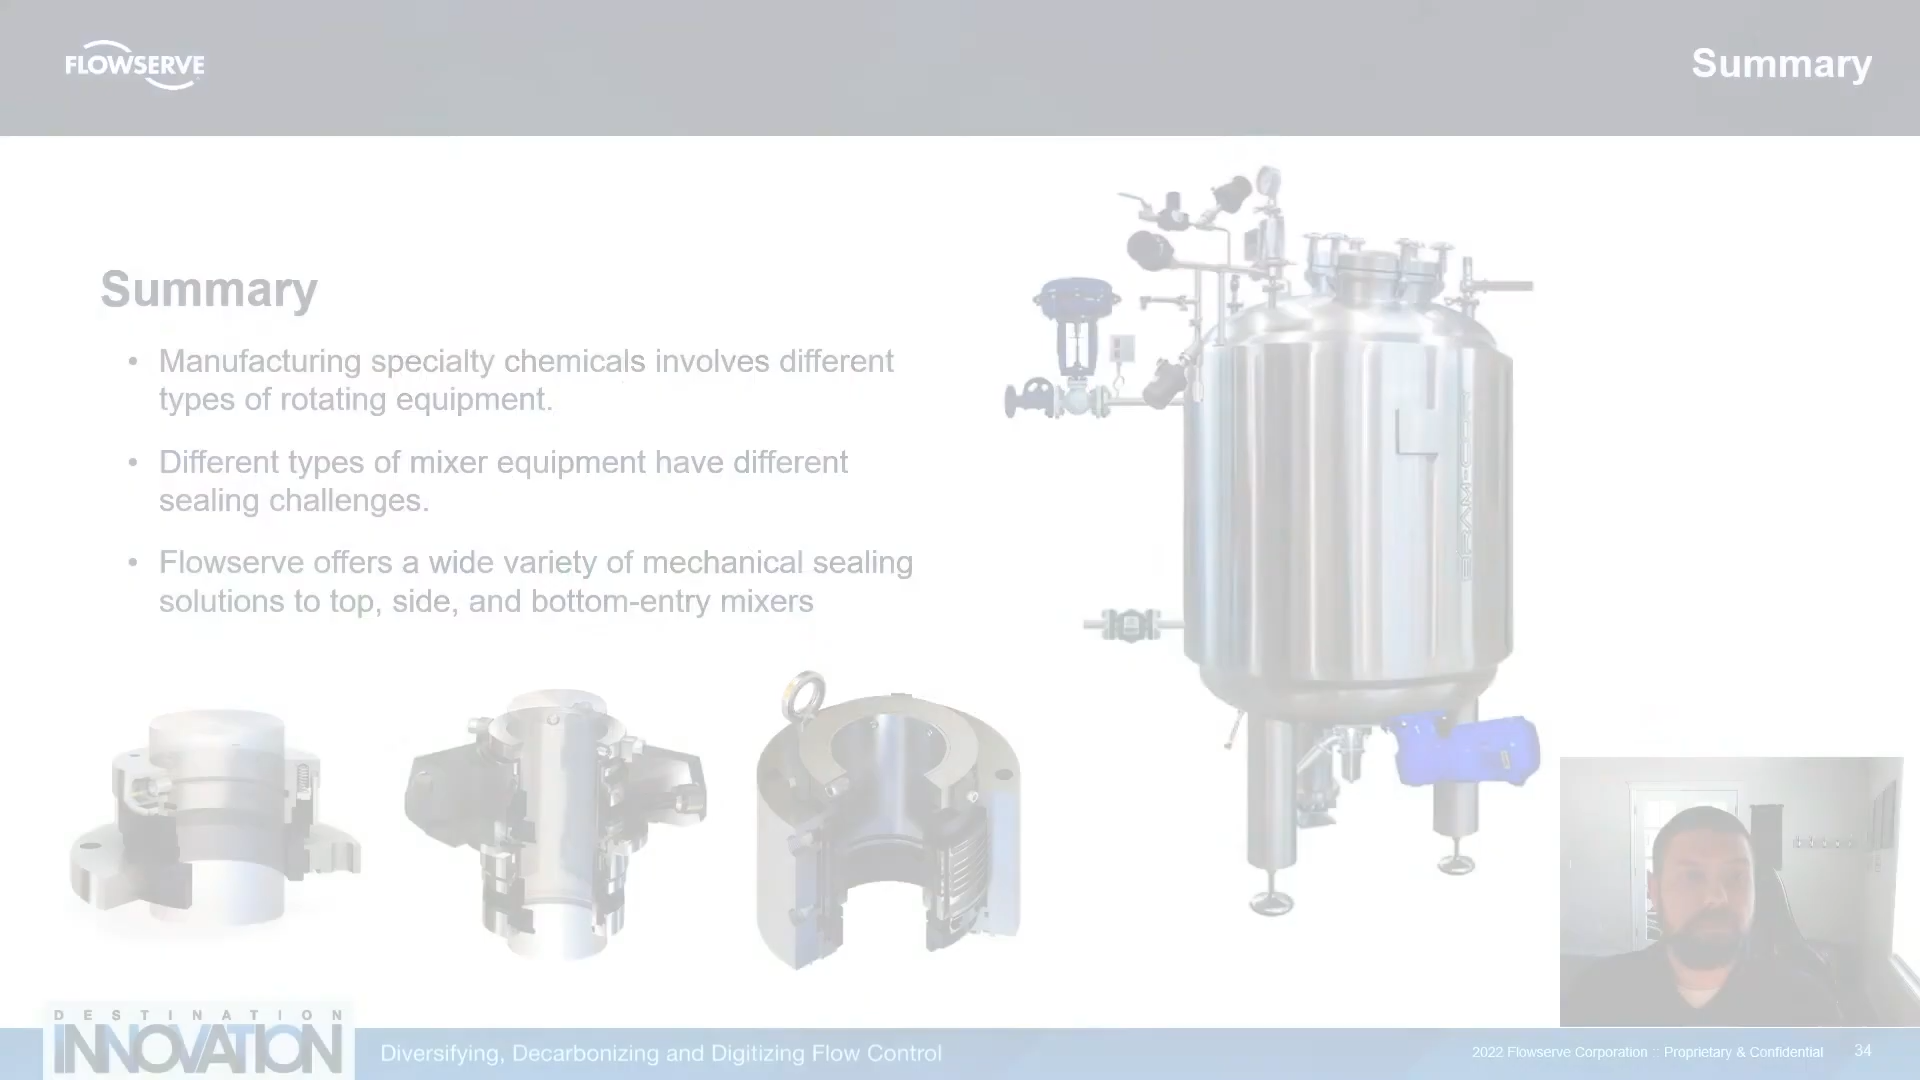 FLOWSERVE
Summary
Summary
• Manufacturing specialty chemicals involves different
types of rotating equipment.
• Different types of mixer equipment have different
sealing challenges.
• Flowserve offers a wide variety of mechanical sealing
solutions to top, side, and bottom-entry mixers
DESTINATION
INNOVATION
Diversifying, Decarbonizing and Digitizing Flow Control
2022 Flowserve Corporation :: Proprietary & Confidential
34